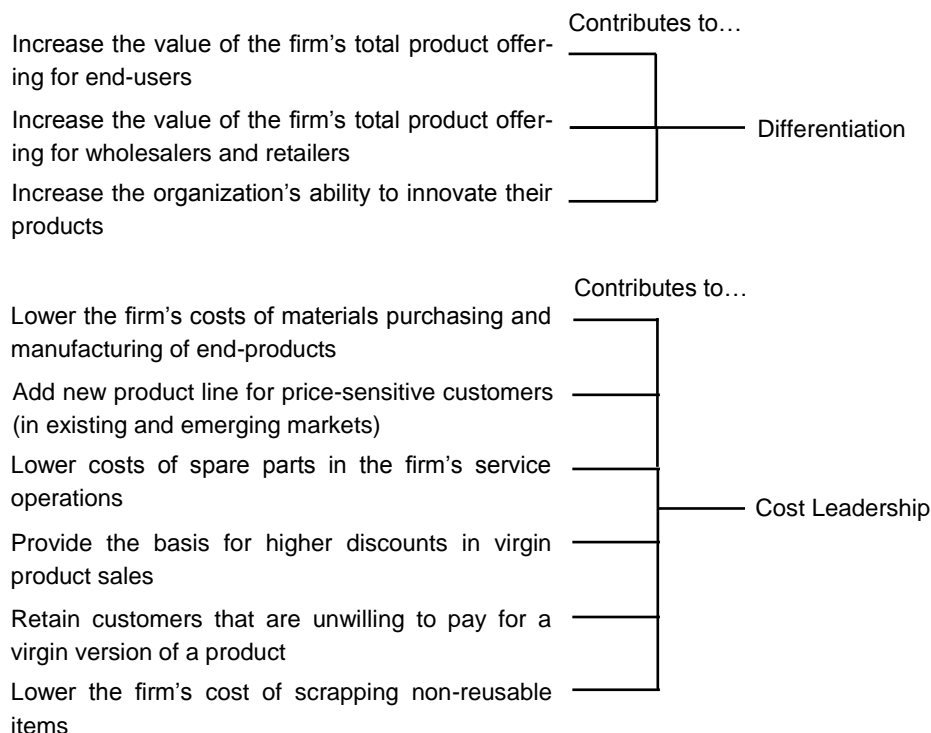 Contributes to…
Increase the value of the firm’s total product offer-
ing for end-users
Increase the value of the firm’s total product offer-
ing for wholesalers and retailers
Differentiation
Increase the organization’s ability to innovate their
products
Contributes to…
Lower the firm’s costs of materials purchasing and
manufacturing of end-products
Add new product line for price-sensitive customers
(in existing and emerging markets)
Lower costs of spare parts in the firm’s service
operations
Cost Leadership
Provide the basis for higher discounts in virgin
product sales
Retain customers that are unwilling to pay for a
virgin version of a product
Lower the firm’s cost of scrapping non-reusable
items